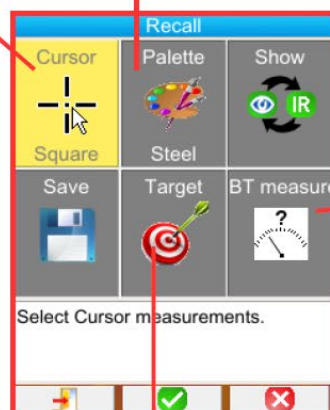 Recall
Cursor
Palette
Show
IR
Square
Steel
Save
Target
BT measure
?
Select Cursor measurements.